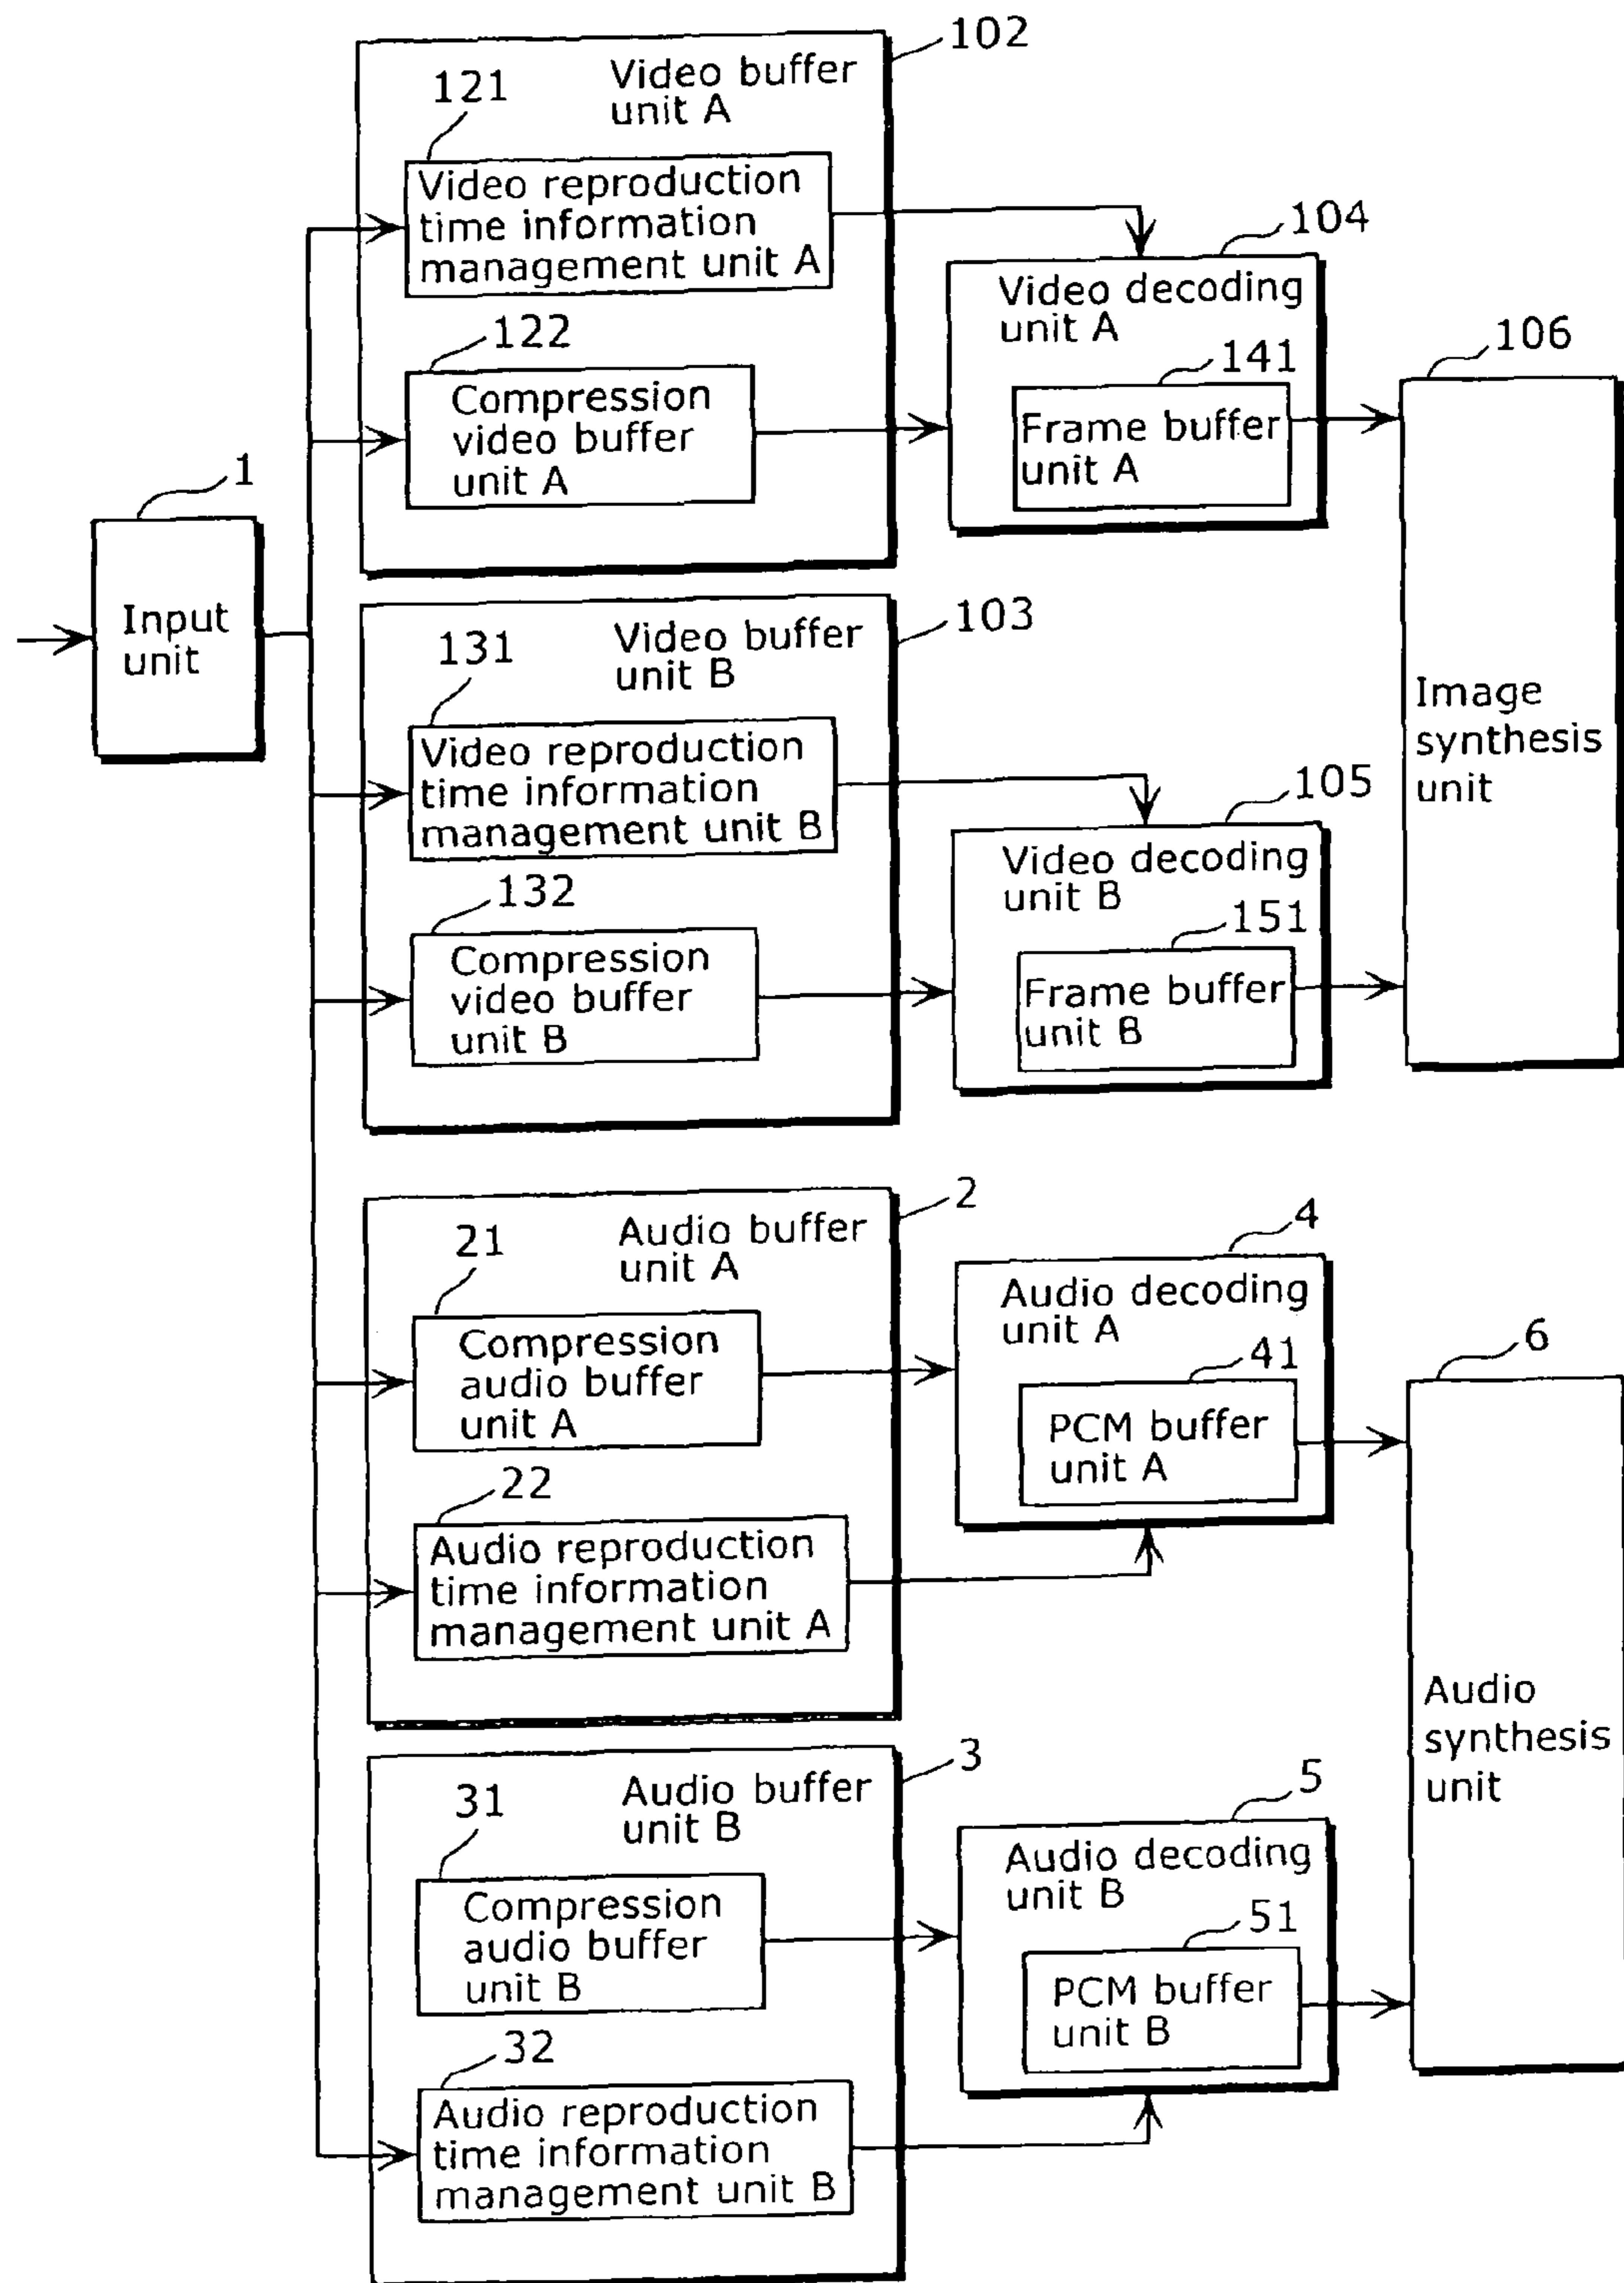 102
Video buffer
unit A
121
Video reproduction
time information
management unit A
104
Video decoding
unit A
122
Compression
video buffer
unit A
141
Frame buffer
unit A
106
Image
synthesis
unit
1
Input
unit
103
Video buffer
unit B
131
Video reproduction
time information
management unit B
105
Video decoding
unit B
132
Compression
video buffer
unit B
151
Frame buffer
unit B
2
Audio buffer
unit A
21
Compression
audio buffer
unit A
4
Audio decoding
unit A
41
PCM buffer
unit A
22
Audio reproduction
time information
management unit A
6
Audio
synthesis
unit
3
Audio buffer
unit B
31
Compression
audio buffer
unit B
5
Audio decoding
unit B
51
PCM buffer
unit B
32
Audio reproduction
time information
management unit B